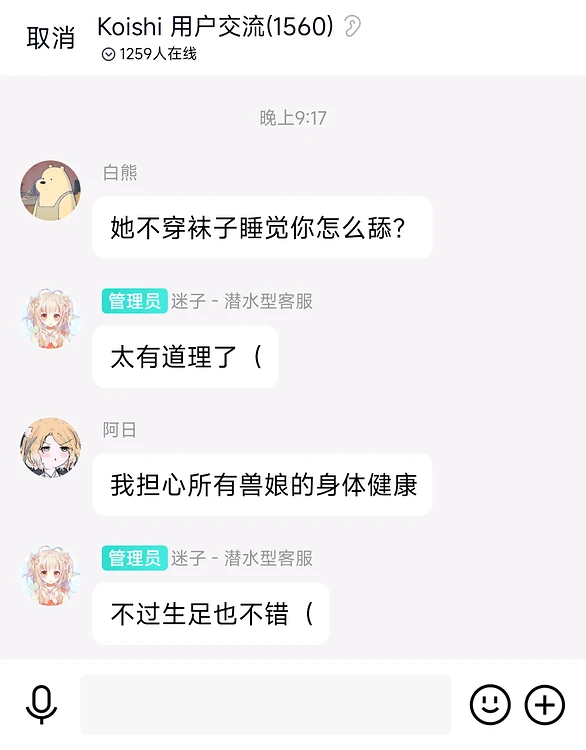 取消
Koishi 用户交流(1560)
1259人在线
晚上9:17
白熊
她不穿袜子睡觉你怎么舔?
管理员 迷子 - 潜水型客服
太有道理了（
阿日
我担心所有兽娘的身体健康
管理员 迷子 - 潜水型客服
不过生足也不错（